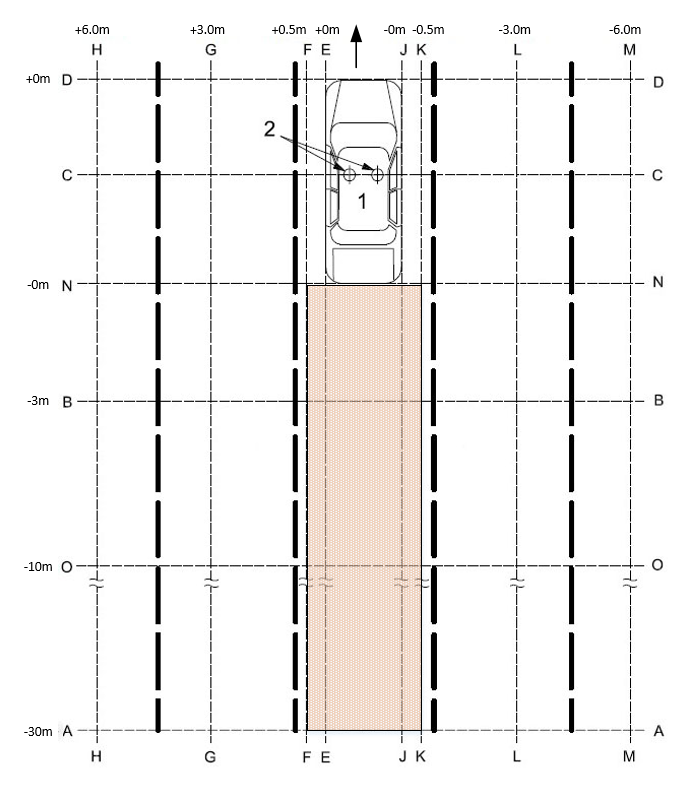 +6.0m +3.0m +0.5m +0m -0m -0.5m -3.0m -6.0m
H G F E J K L M
+0m D D
2
C C
1
-0m N N
-3m B B
-10m O O
-30m A A
H G F E J K L M